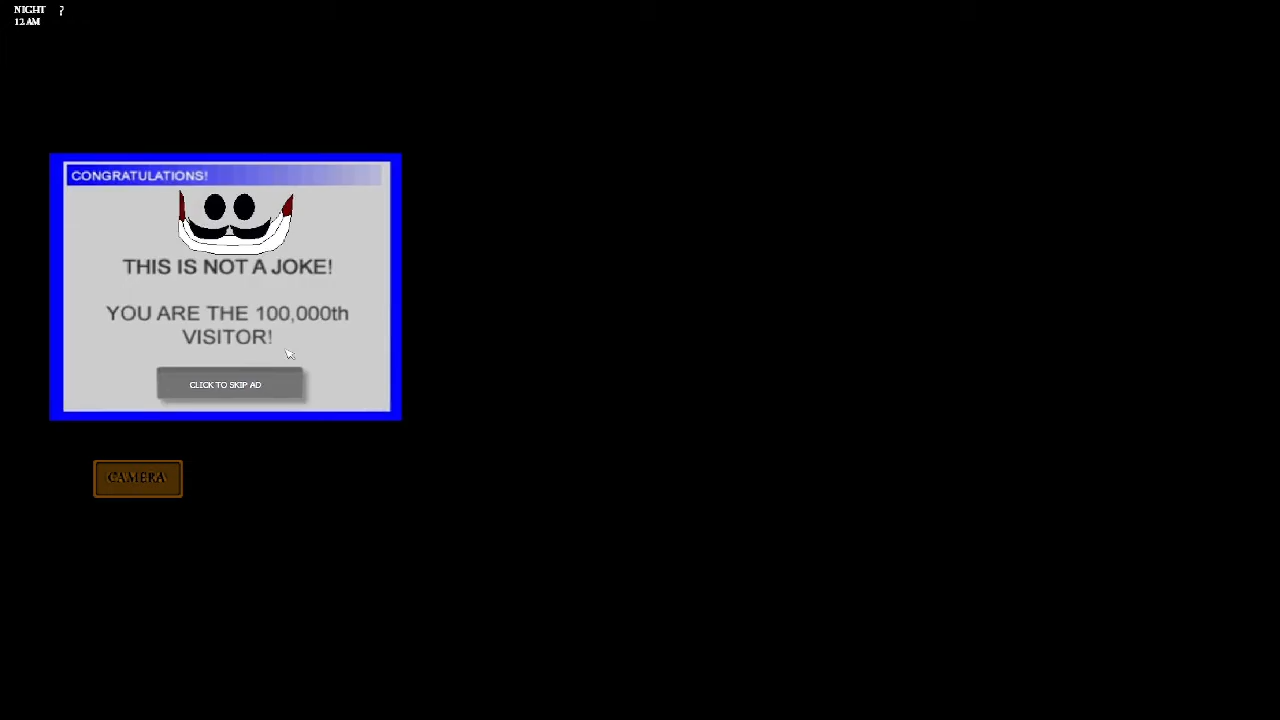 NIGHT ?
12 AM
CONGRATULATIONS!
THIS IS NOT A JOKE!
YOU ARE THE 100,000th
VISITOR!
CLICK TO SKIP AD
CAMERA